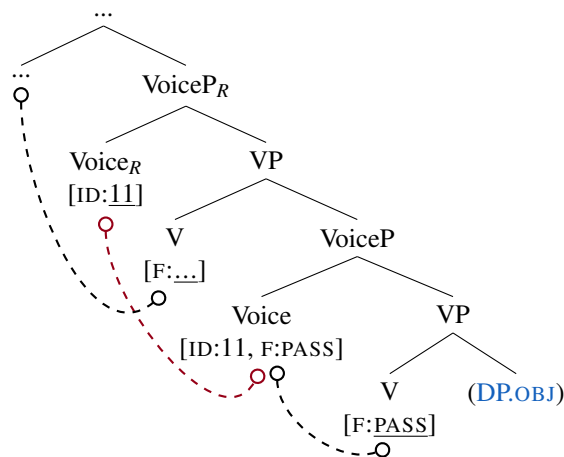 ...
... VoiceP_R
Voice_R VP
[ID:11]
V VoiceP
[F:...]
Voice VP
[ID:11, F:PASS]
V (DP.OBJ)
[F:PASS]